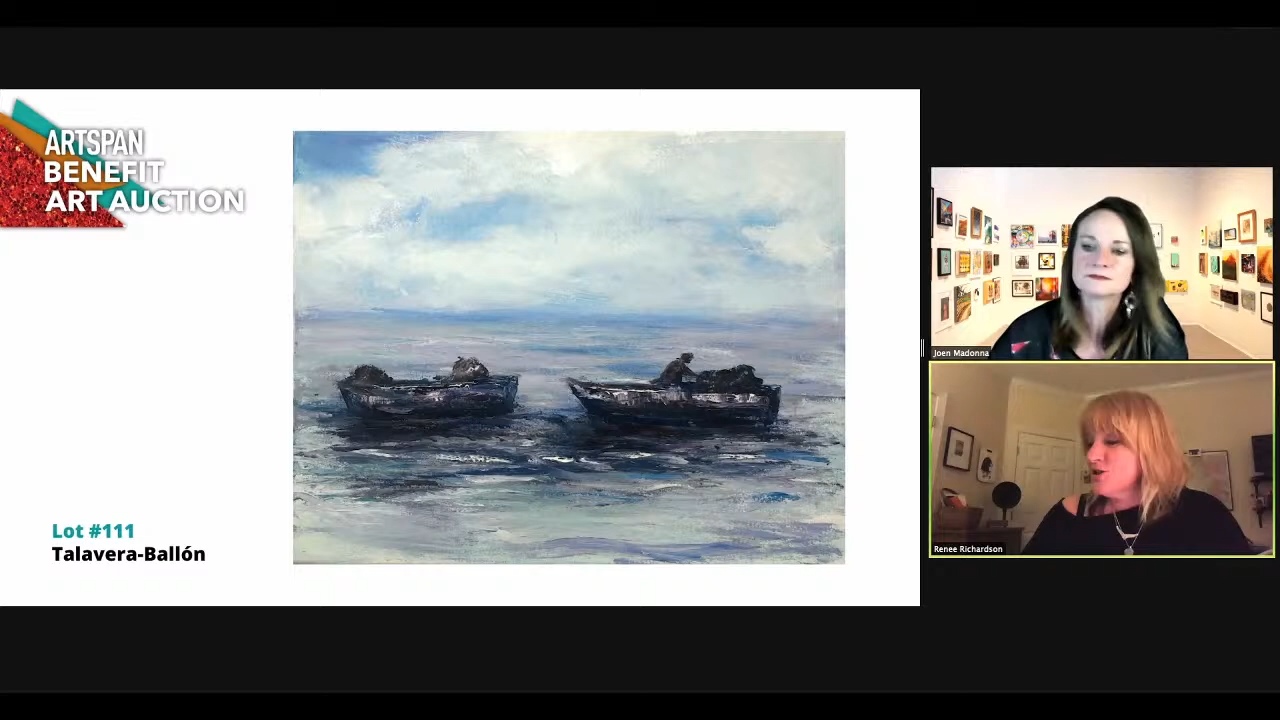 ARTSPAN
BENEFIT
ART AUCTION
Lot #111
Talavera-Ballón
Joen Madonna
Renee Richardson